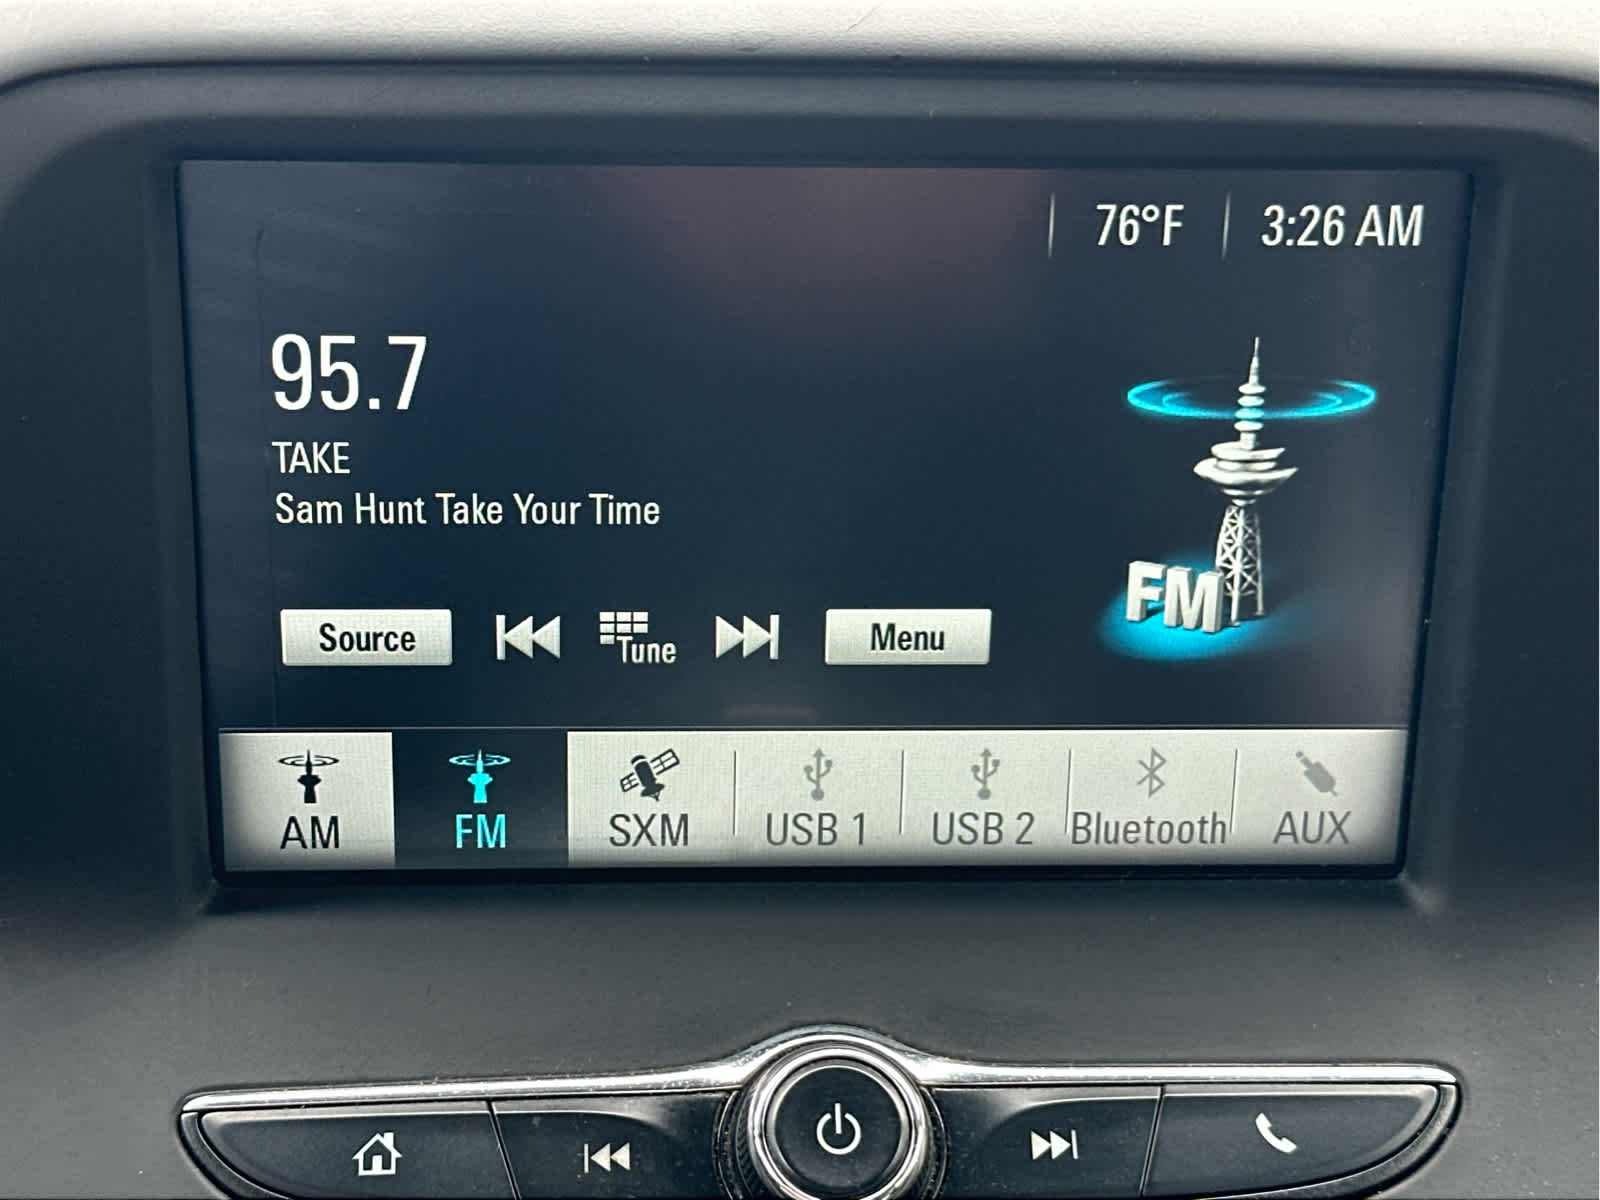 76°F 3:26 AM
95.7
TAKE
Sam Hunt Take Your Time
FM
Source Tune Menu
AM FM SXM USB 1 USB 2 Bluetooth AUX